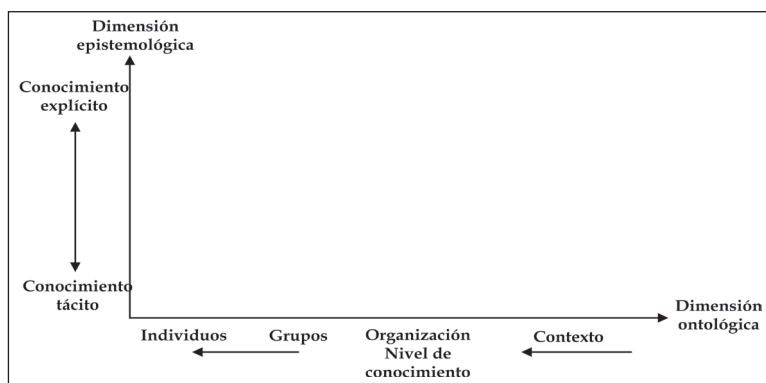 Dimensión
epistemológica
Conocimiento
explícito
Conocimiento
tácito
Individuos
Grupos
Organización
Nivel de
conocimiento
Contexto
Dimensión
ontológica